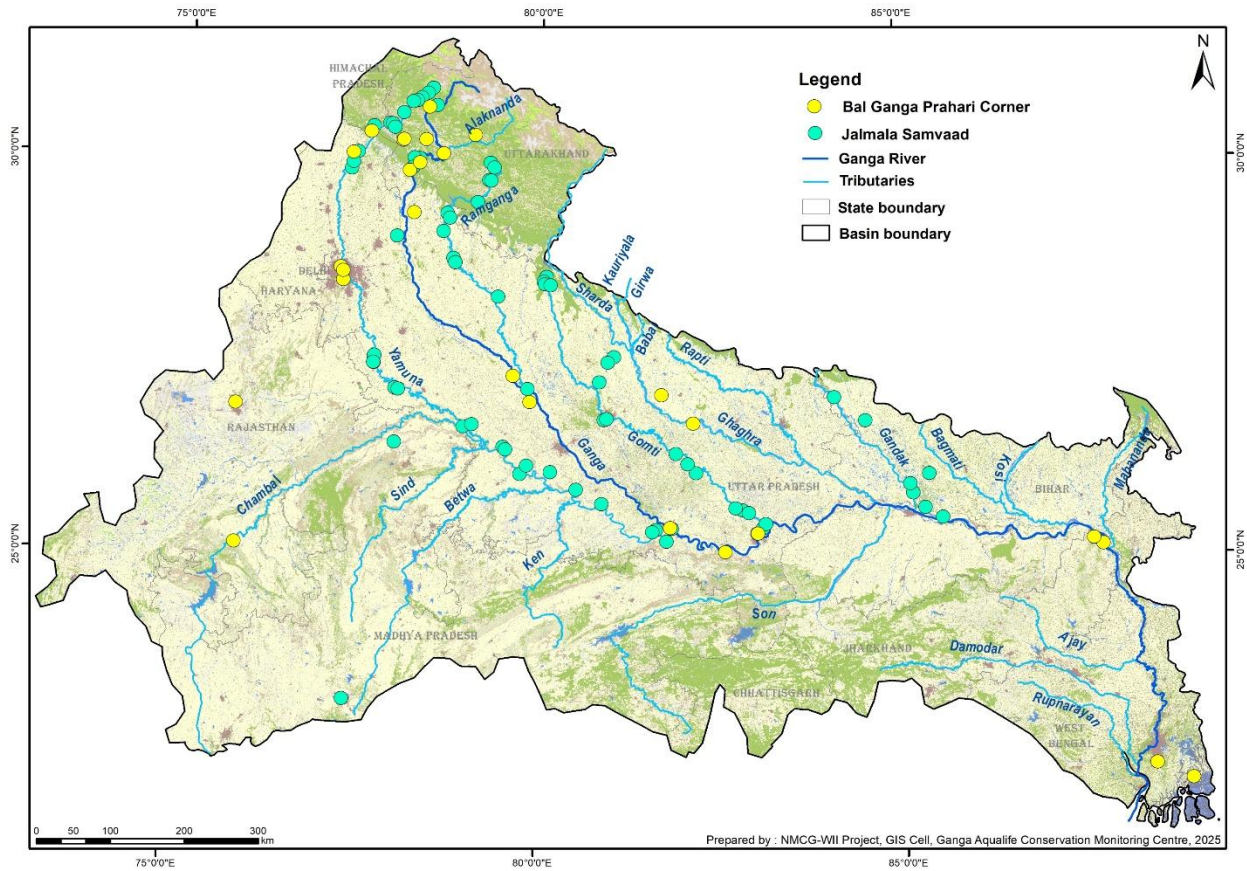 75°0'0"E
80°0'0"E
85°0'0"E
N
HIMACHAL
PRADESH
Legend
Bal Ganga Prahari Corner
Jalmala Samvaad
Ganga River
Tributaries
State boundary
Basin boundary
30°0'0"N
30°0'0"N
Alaknanda
UTTARAKHAND
Ramganga
DELHI
HARYANA
Kauriyala
Girwa
Sharda
Babai
Rapti
Yamuna
RAJASTHAN
Ghaghra
Gandak
Bagmati
Kosi
Mahananda
BIHAR
Ganga
Gomti
UTTAR PRADESH
Chambal
Sind
Betwa
Ken
25°0'0"N
25°0'0"N
Son
MADHYA PRADESH
JHARKHAND
Ajay
Damodar
CHHATTISGARH
Rupnarayan
WEST
BENGAL
0 50 100 200 300
km
Prepared by : NMCG-WII Project, GIS Cell, Ganga Aqualife Conservation Monitoring Centre, 2025
75°0'0"E
80°0'0"E
85°0'0"E